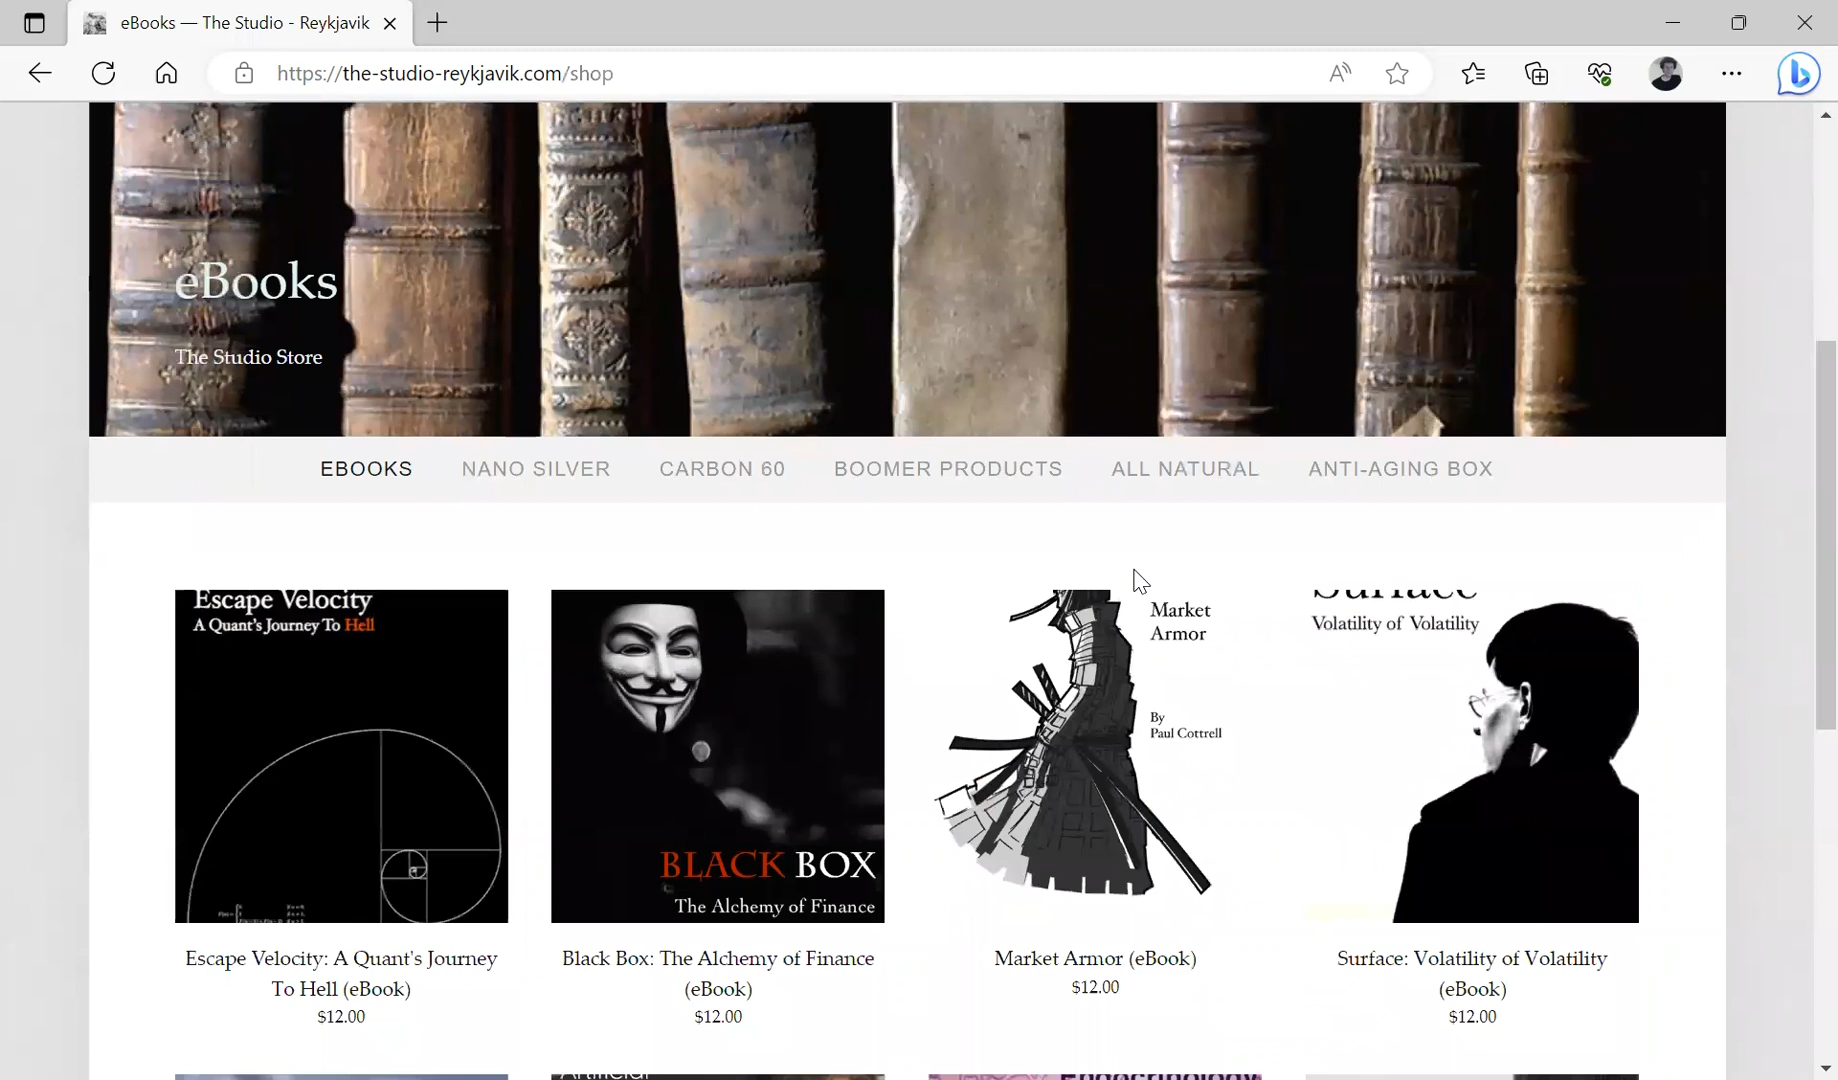 eBooks — The Studio - Reykjavik
https://the-studio-reykjavik.com/shop
eBooks
The Studio Store
EBOOKS NANO SILVER CARBON 60 BOOMER PRODUCTS ALL NATURAL ANTI-AGING BOX
Escape Velocity
A Quant's Journey To Hell
BLACK BOX
The Alchemy of Finance
Market
Armor
By
Paul Cottrell
Surface
Volatility of Volatility
Escape Velocity: A Quant's Journey
To Hell (eBook)
$12.00
Black Box: The Alchemy of Finance
(eBook)
$12.00
Market Armor (eBook)
$12.00
Surface: Volatility of Volatility
(eBook)
$12.00
Artificial
Endocrinology